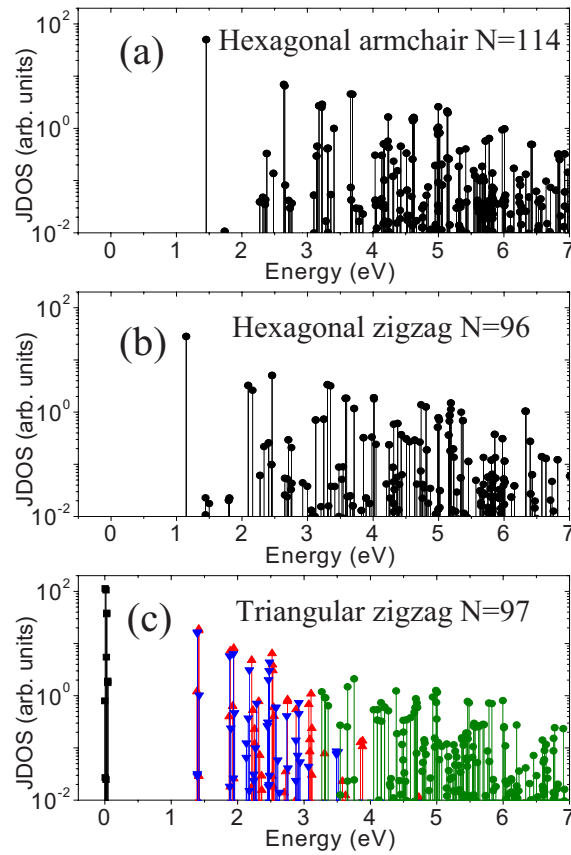 (a) Hexagonal armchair N=114
JDOS (arb. units)
10^0
10^-2
0 1 2 3 4 5 6 7
Energy (eV)
(b) Hexagonal zigzag N=96
JDOS (arb. units)
10^2
10^0
10^-2
0 1 2 3 4 5 6 7
Energy (eV)
(c) Triangular zigzag N=97
JDOS (arb. units)
10^2
10^0
10^-2
0 1 2 3 4 5 6 7
Energy (eV)